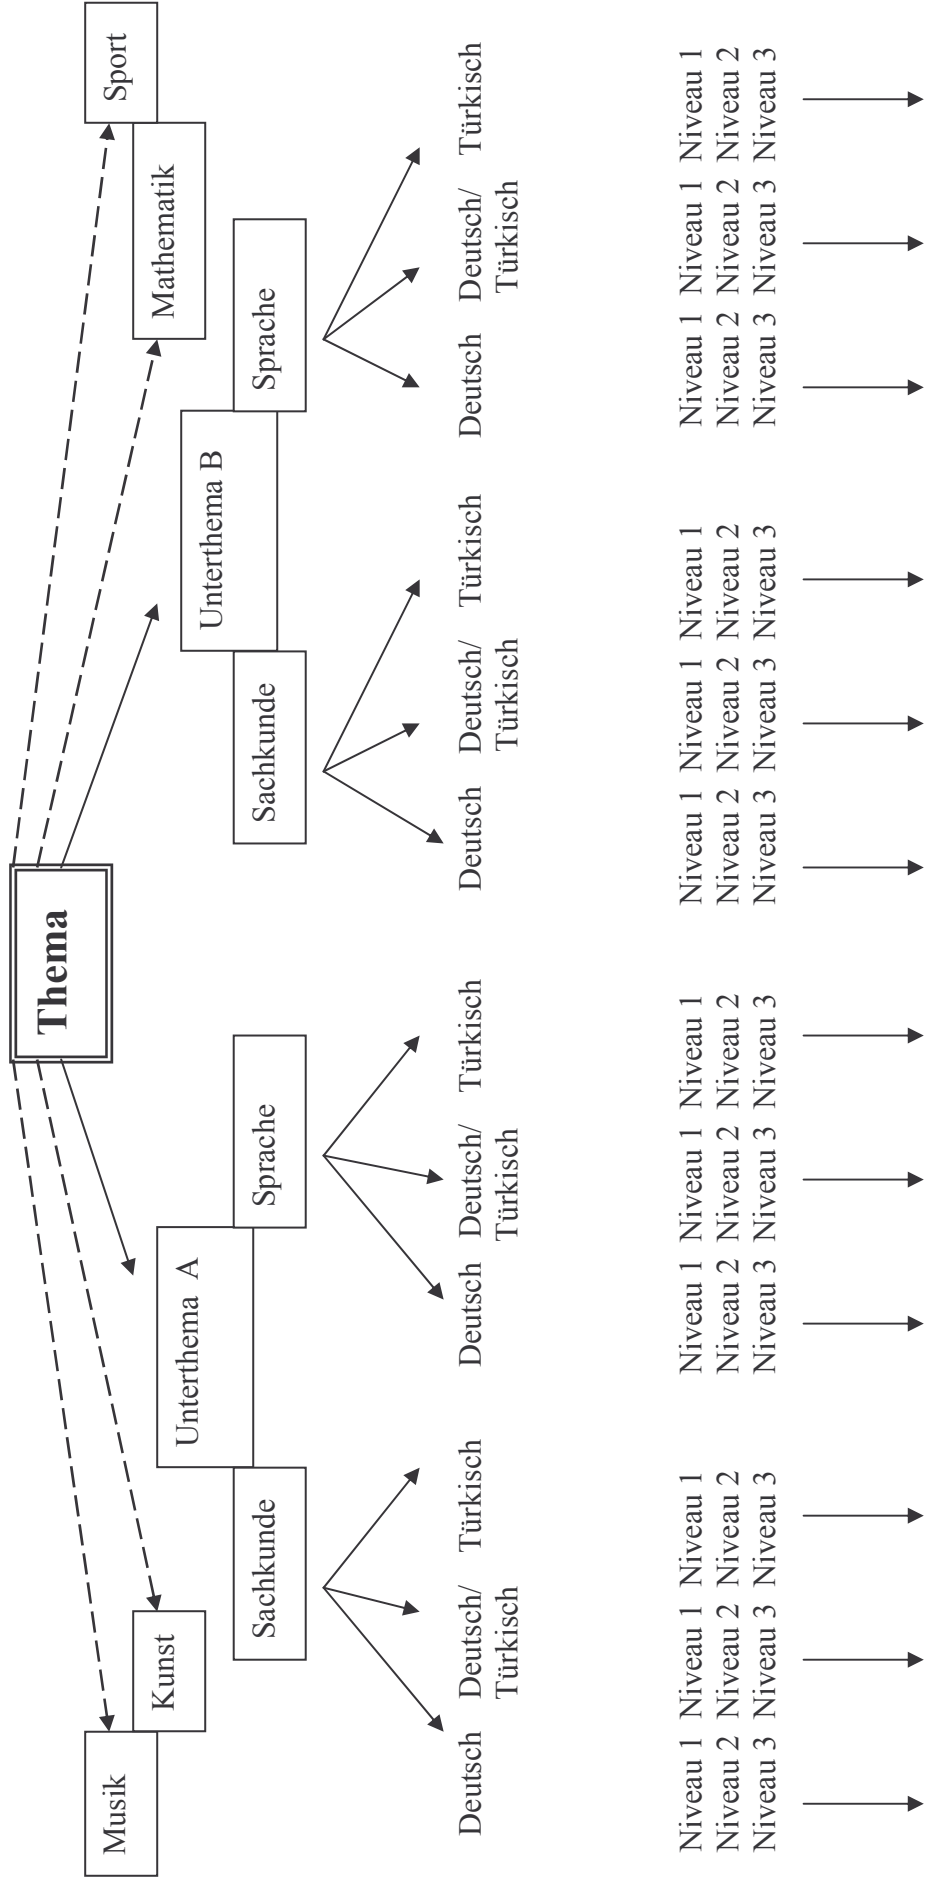 Thema
Musik
Sport
Kunst
Mathematik
Unterthema A
Unterthema B
Sachkunde
Sprache
Sachkunde
Sprache
Deutsch
Deutsch/
Türkisch
Türkisch
Deutsch
Deutsch/
Türkisch
Türkisch
Deutsch
Deutsch/
Türkisch
Türkisch
Deutsch
Deutsch/
Türkisch
Türkisch
Niveau 1 Niveau 1 Niveau 1 Niveau 1 Niveau 1 Niveau 1 Niveau 1 Niveau 1 Niveau 1 Niveau 1 Niveau 1 Niveau 1
Niveau 2 Niveau 2 Niveau 2 Niveau 2 Niveau 2 Niveau 2 Niveau 2 Niveau 2 Niveau 2 Niveau 2 Niveau 2 Niveau 2
Niveau 3 Niveau 3 Niveau 3 Niveau 3 Niveau 3 Niveau 3 Niveau 3 Niveau 3 Niveau 3 Niveau 3 Niveau 3 Niveau 3